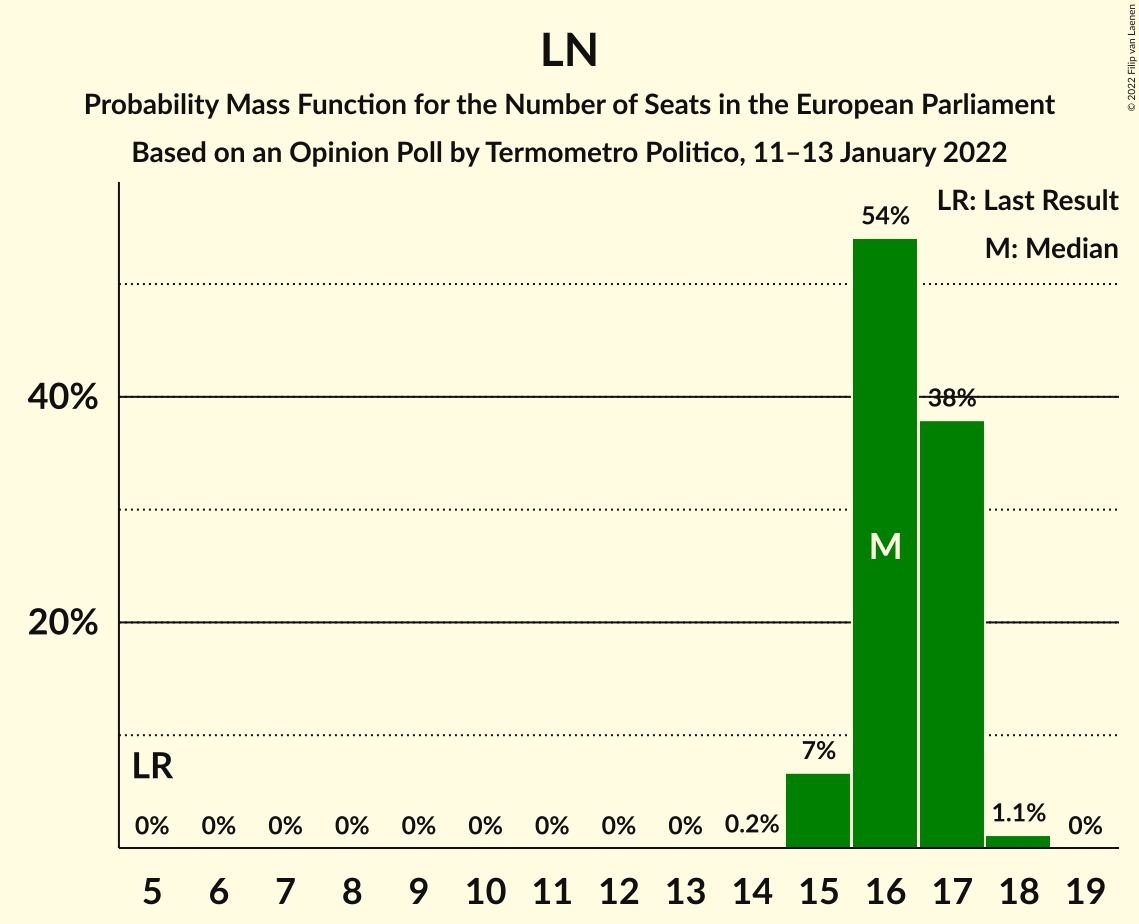 LN
Probability Mass Function for the Number of Seats in the European Parliament
Based on an Opinion Poll by Termometro Politico, 11–13 January 2022
© 2022 Filip van Laenen
LR: Last Result
M: Median
54%
40%
38%
M
20%
7%
LR
0% 0% 0% 0% 0% 0% 0% 0% 0% 0.2% 1.1% 0%
5 6 7 8 9 10 11 12 13 14 15 16 17 18 19